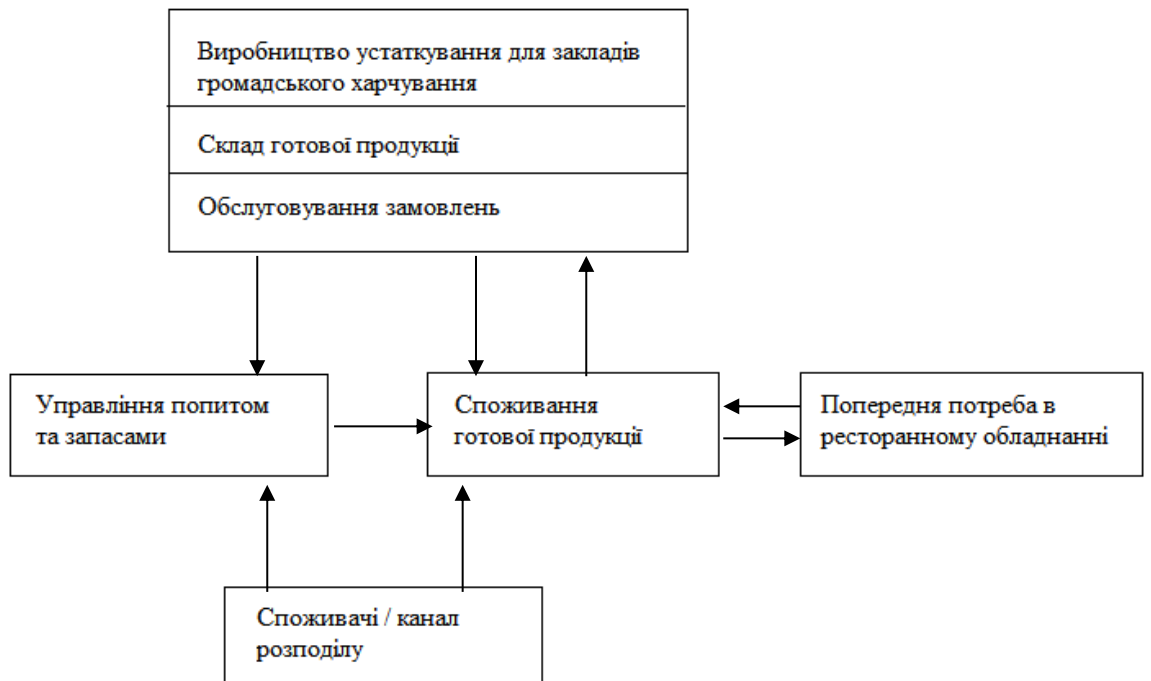 Виробництво устаткування для закладів
громадського харчування
Склад готової продукції
Обслуговування замовлень
Управління попитом
та запасами
Споживання
готової продукції
Попередня потреба в
ресторанному обладнанні
Споживачі / канал
розподілу